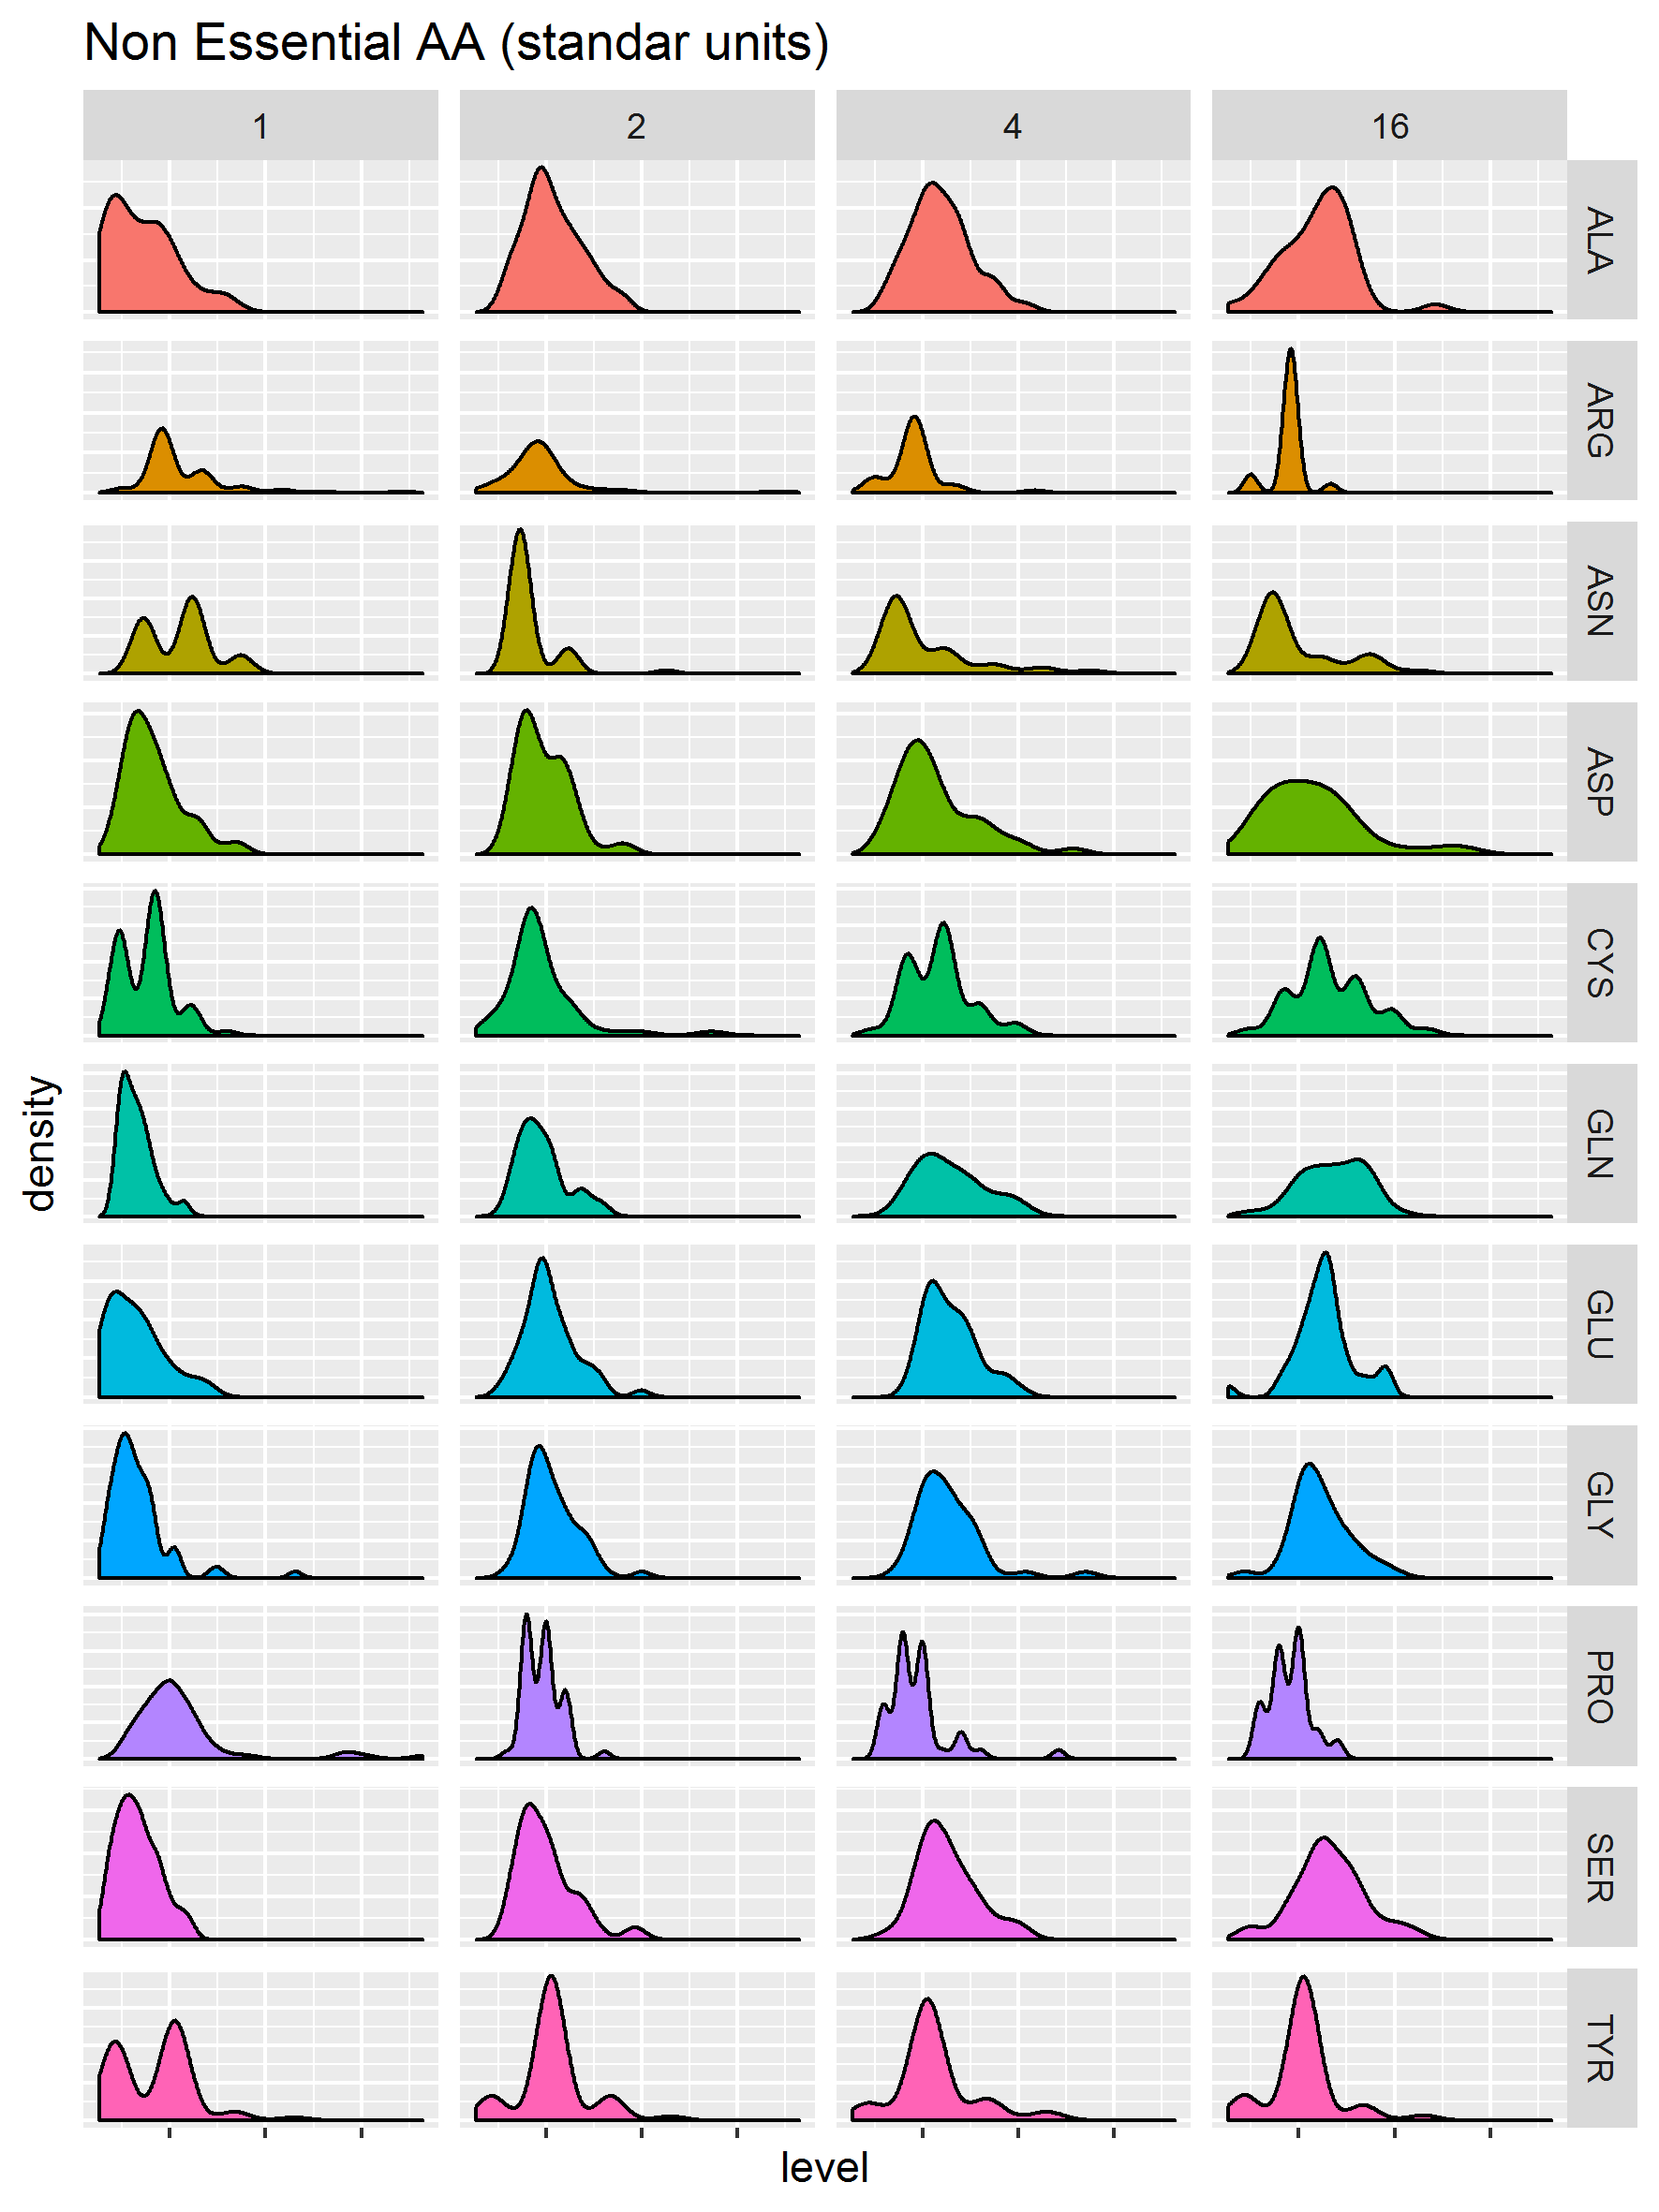 Non Essential AA (standar units)
1 2 4 16
ALA
ARG
ASN
ASP
CYS
GLN
GLU
GLY
PRO
SER
TYR
density
level